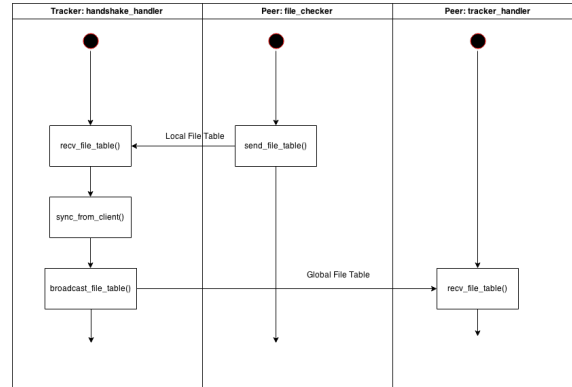 Tracker: handshake_handler
Peer: file_checker
Peer: tracker_handler
Local File Table
recv_file_table()
send_file_table()
sync_from_client()
Global File Table
broadcast_file_table()
recv_file_table()